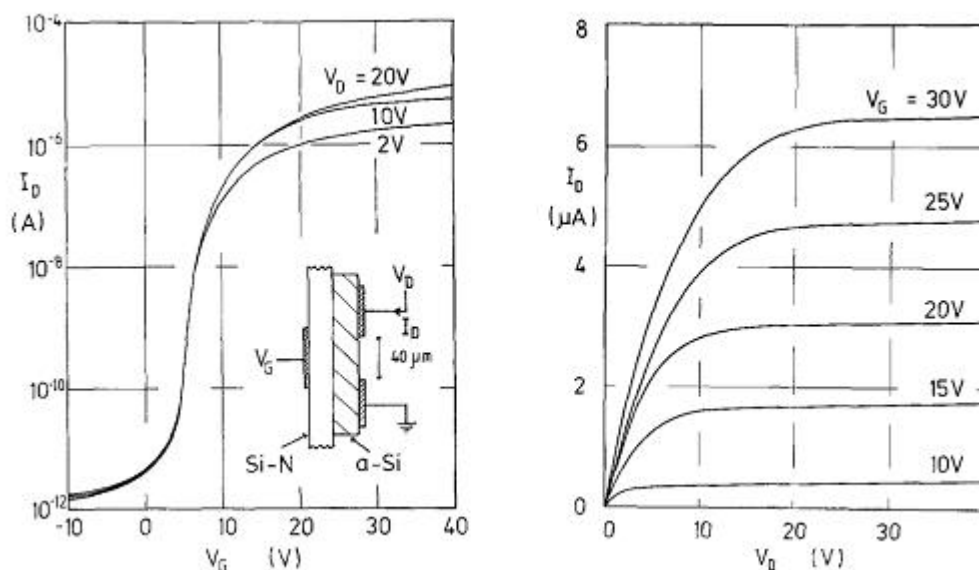 10⁻⁴
V_D = 20V
10V
10⁻⁶
2V
I_D
(A)
10⁻⁸
V_D
I_D
V_G
40 μm
10⁻¹⁰
Si-N
a-Si
10⁻¹²
-10 0 10 20 30 40
V_G (V)
8
V_G = 30V
6
I_D
(μA)
25V
4
20V
2
15V
10V
0
0 10 20 30
V_D (V)